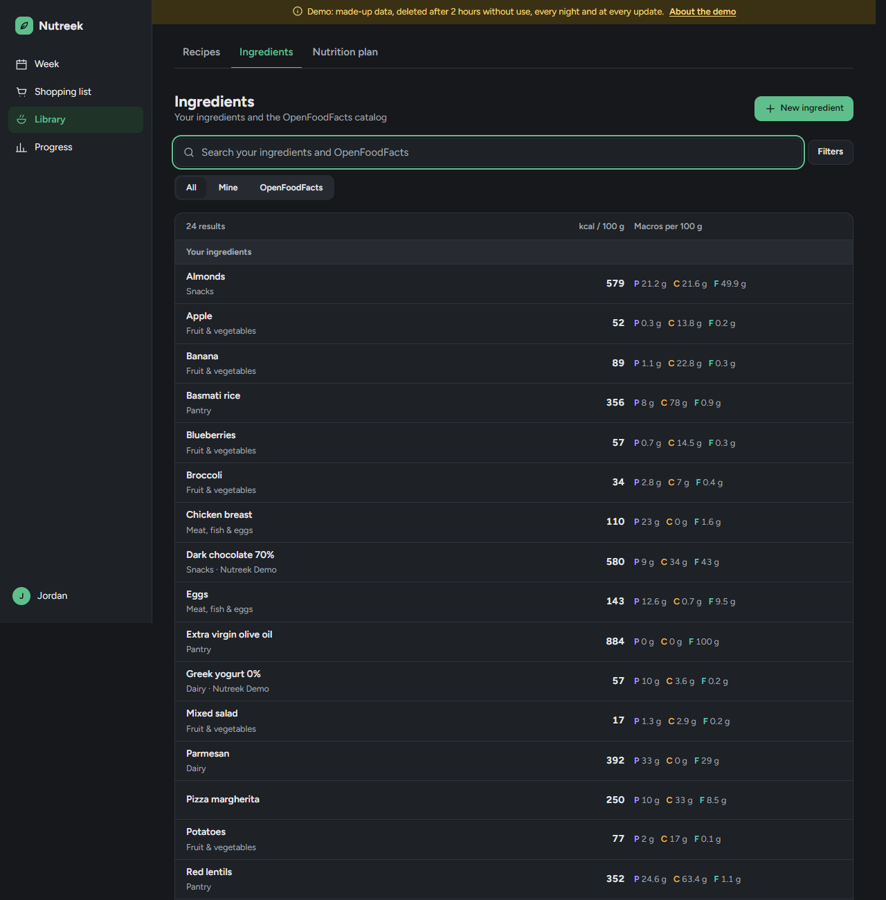 Nutreek
Demo: made-up data, deleted after 2 hours without use, every night and at every update. About the demo
Week
Shopping list
Library
Progress
J Jordan
Recipes Ingredients Nutrition plan
Ingredients
Your ingredients and the OpenFoodFacts catalog
New ingredient
Search your ingredients and OpenFoodFacts
Filters
All Mine OpenFoodFacts
24 results kcal / 100 g Macros per 100 g
Your ingredients
Almonds
Snacks
579 P 21.2 g C 21.6 g F 49.9 g
Apple
Fruit & vegetables
52 P 0.3 g C 13.8 g F 0.2 g
Banana
Fruit & vegetables
89 P 1.1 g C 22.8 g F 0.3 g
Basmati rice
Pantry
356 P 8 g C 78 g F 0.9 g
Blueberries
Fruit & vegetables
57 P 0.7 g C 14.5 g F 0.3 g
Broccoli
Fruit & vegetables
34 P 2.8 g C 7 g F 0.4 g
Chicken breast
Meat, fish & eggs
110 P 23 g C 0 g F 1.6 g
Dark chocolate 70%
Snacks · Nutreek Demo
580 P 9 g C 34 g F 43 g
Eggs
Meat, fish & eggs
143 P 12.6 g C 0.7 g F 9.5 g
Extra virgin olive oil
Pantry
884 P 0 g C 0 g F 100 g
Greek yogurt 0%
Dairy · Nutreek Demo
57 P 10 g C 3.6 g F 0.2 g
Mixed salad
Fruit & vegetables
17 P 1.3 g C 2.9 g F 0.2 g
Parmesan
Dairy
392 P 33 g C 0 g F 29 g
Pizza margherita
250 P 10 g C 33 g F 8.5 g
Potatoes
Fruit & vegetables
77 P 2 g C 17 g F 0.1 g
Red lentils
Pantry
352 P 24.6 g C 63.4 g F 1.1 g